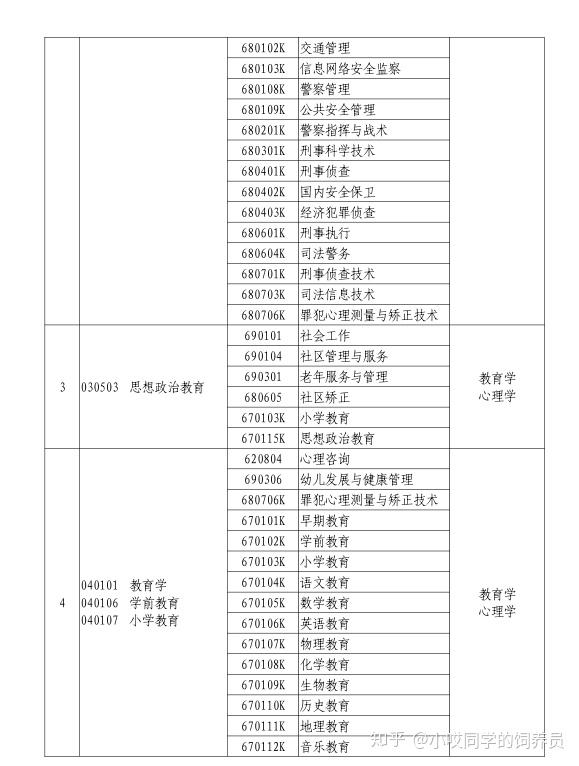 680102K 交通管理
680103K 信息网络安全监察
680108K 警察管理
680109K 公共安全管理
680201K 警察指挥与战术
680301K 刑事科学技术
680401K 刑事侦查
680402K 国内安全保卫
680403K 经济犯罪侦查
680601K 刑事执行
680604K 司法警务
680701K 刑事侦查技术
680703K 司法信息技术
680706K 罪犯心理测量与矫正技术
3
030503 思想政治教育
690101 社会工作
690104 社区管理与服务
690301 老年服务与管理
680605 社区矫正
670103K 小学教育
670115K 思想政治教育
教育学
心理学
4
040101 教育学
040106 学前教育
040107 小学教育
620804 心理咨询
690306 幼儿发展与健康管理
680706K 罪犯心理测量与矫正技术
670101K 早期教育
670102K 学前教育
670103K 小学教育
670104K 语文教育
670105K 数学教育
670106K 英语教育
670107K 物理教育
670108K 化学教育
670109K 生物教育
670110K 历史教育
670111K 地理教育
670112K 音乐教育
教育学
心理学
知乎 @小哎同学的饲养员